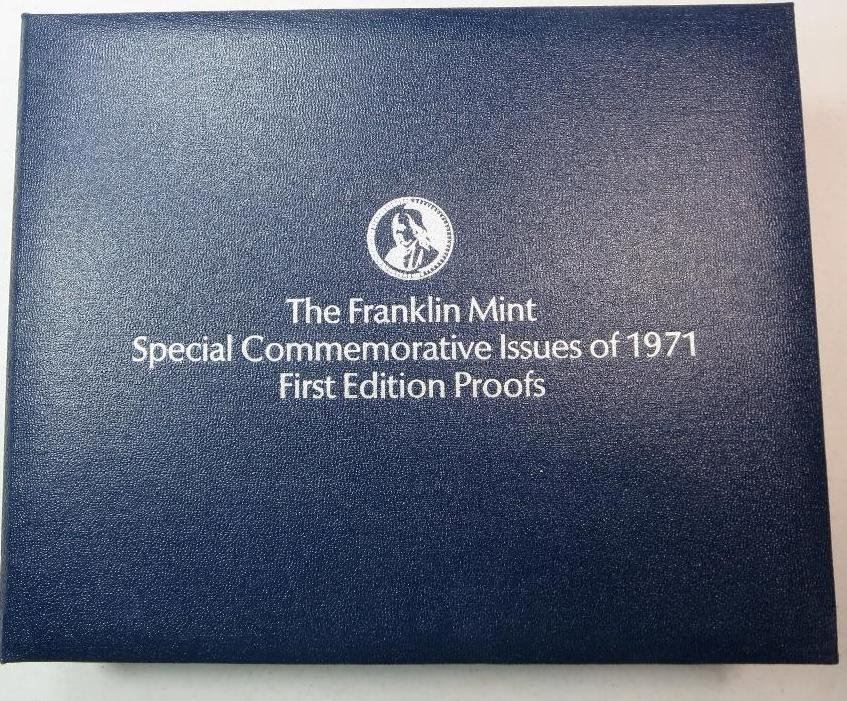 The Franklin Mint
Special Commemorative Issues of 1971
First Edition Proofs